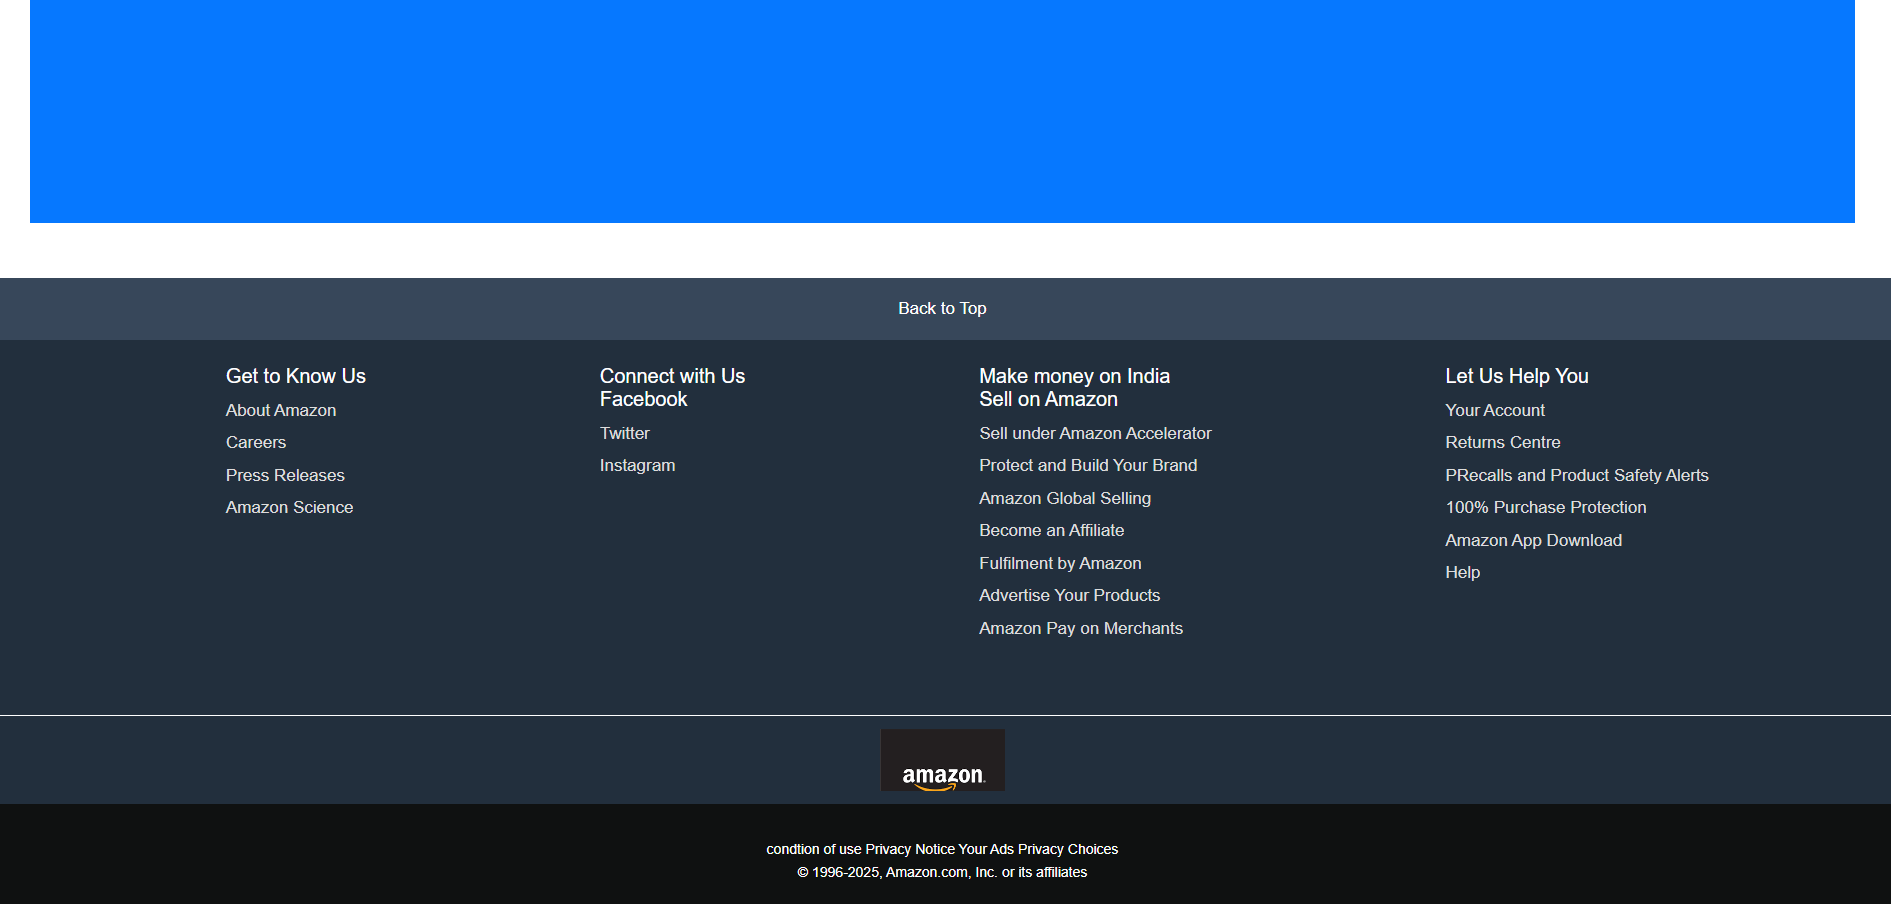 Back to Top
Get to Know Us
About Amazon
Careers
Press Releases
Amazon Science
Connect with Us
Facebook
Twitter
Instagram
Make money on India
Sell on Amazon
Sell under Amazon Accelerator
Protect and Build Your Brand
Amazon Global Selling
Become an Affiliate
Fulfilment by Amazon
Advertise Your Products
Amazon Pay on Merchants
Let Us Help You
Your Account
Returns Centre
PRecalls and Product Safety Alerts
100% Purchase Protection
Amazon App Download
Help
amazon
condtion of use Privacy Notice Your Ads Privacy Choices
© 1996-2025, Amazon.com, Inc. or its affiliates